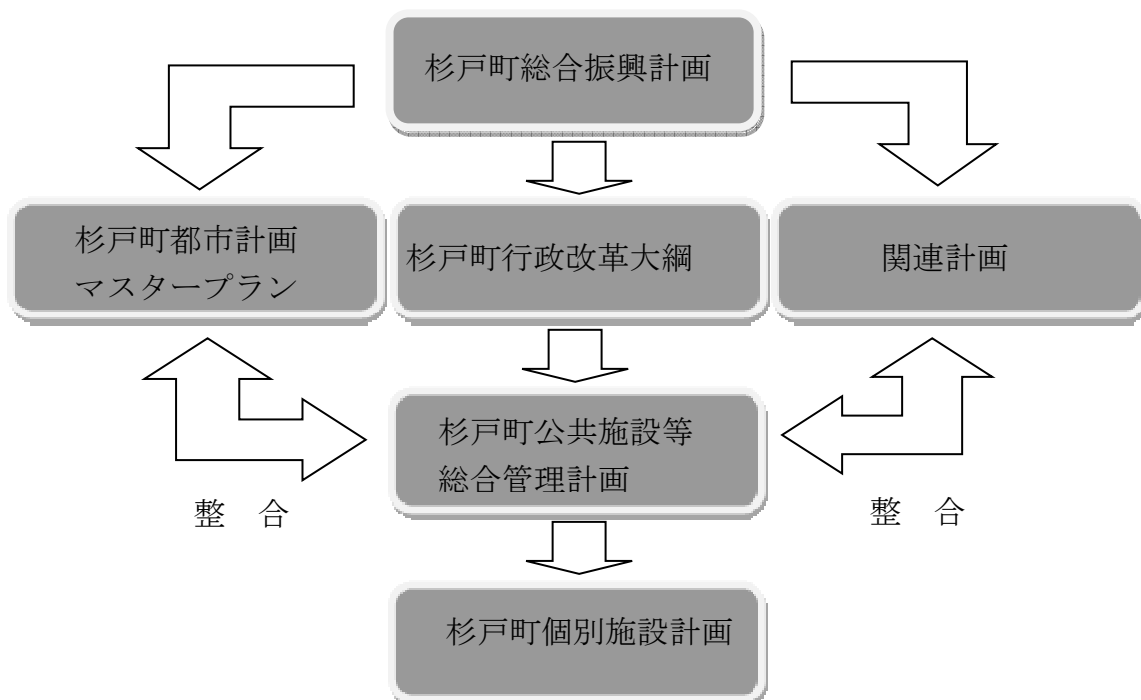 杉戸町総合振興計画
杉戸町都市計画
マスタープラン
杉戸町行政改革大綱
関連計画
杉戸町公共施設等
総合管理計画
整　合
整　合
杉戸町個別施設計画